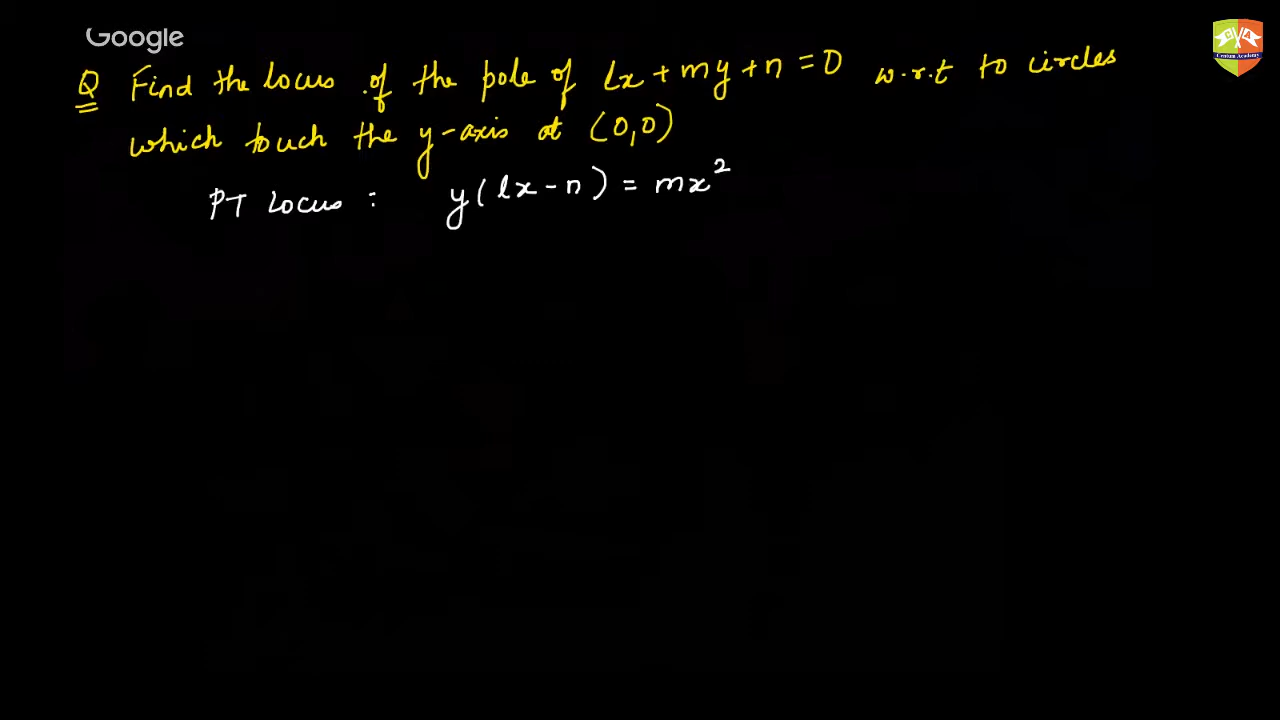 Google
Q Find the locus of the pole of lx + my + n = 0 w.r.t to circles
which touch the y-axis at (0,0)
PT Locus : y(lx - n) = mx²